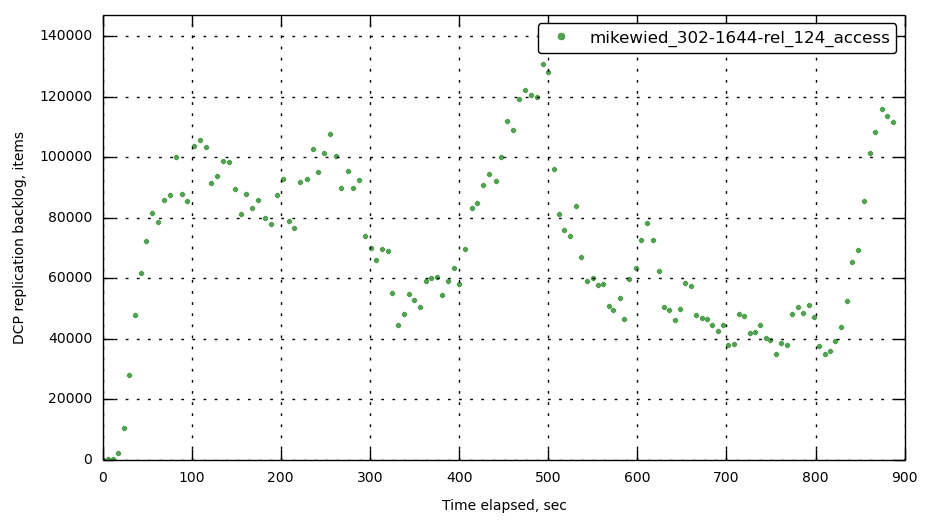 mikewied_302-1644-rel_124_access
DCP replication backlog, items
140000
120000
100000
80000
60000
40000
20000
0
0 100 200 300 400 500 600 700 800 900
Time elapsed, sec